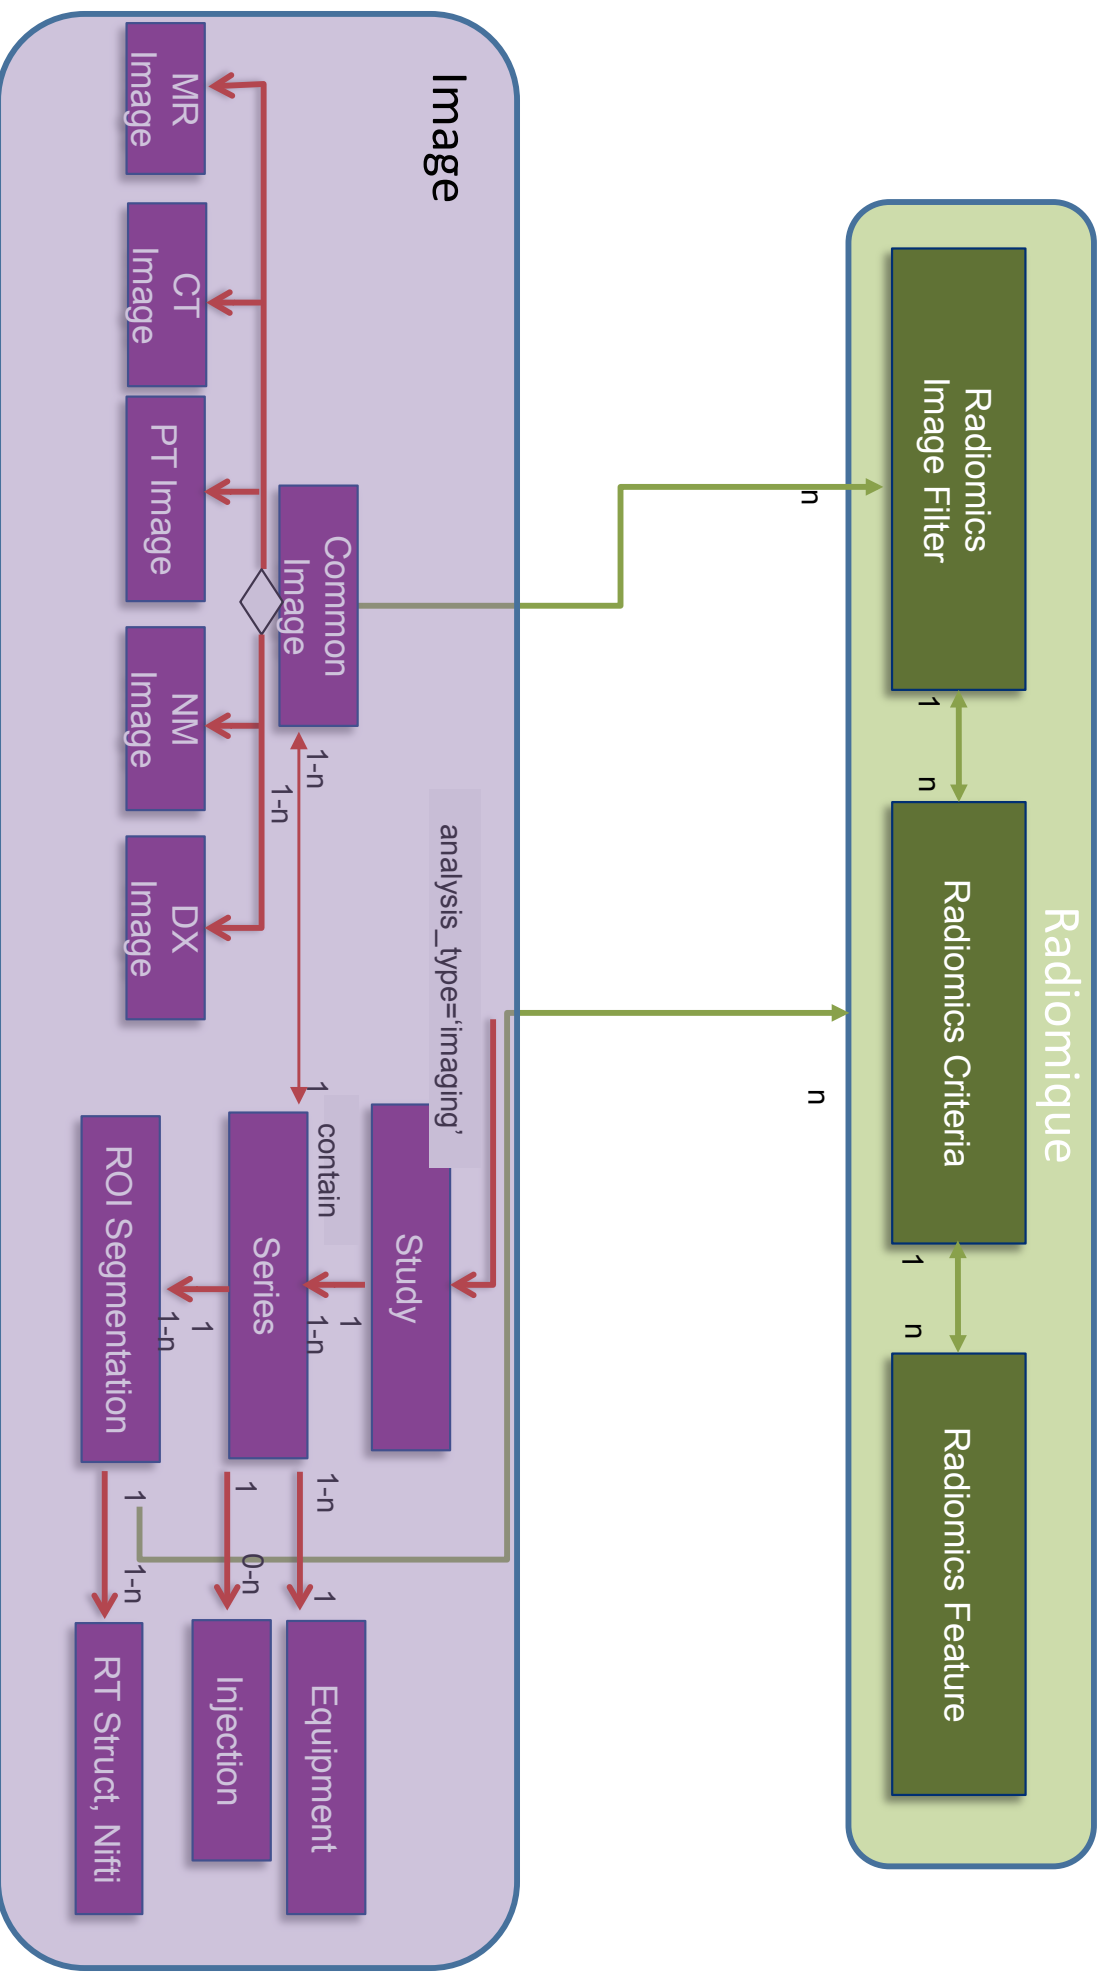 Radiomique
Radiomics
Image Filter
1
n
Radiomics Criteria
1
n
Radiomics Feature
n
n
Image
analysis_type=‘imaging’
Study
1
1-n
contain
Common
Image
1-n
1-n
1
Series
1
1-n
1-n
1
Equipment
1
0-n
Injection
MR
Image
CT
Image
PT Image
NM
Image
DX
Image
ROI Segmentation
1
1-n
RT Struct, Nifti